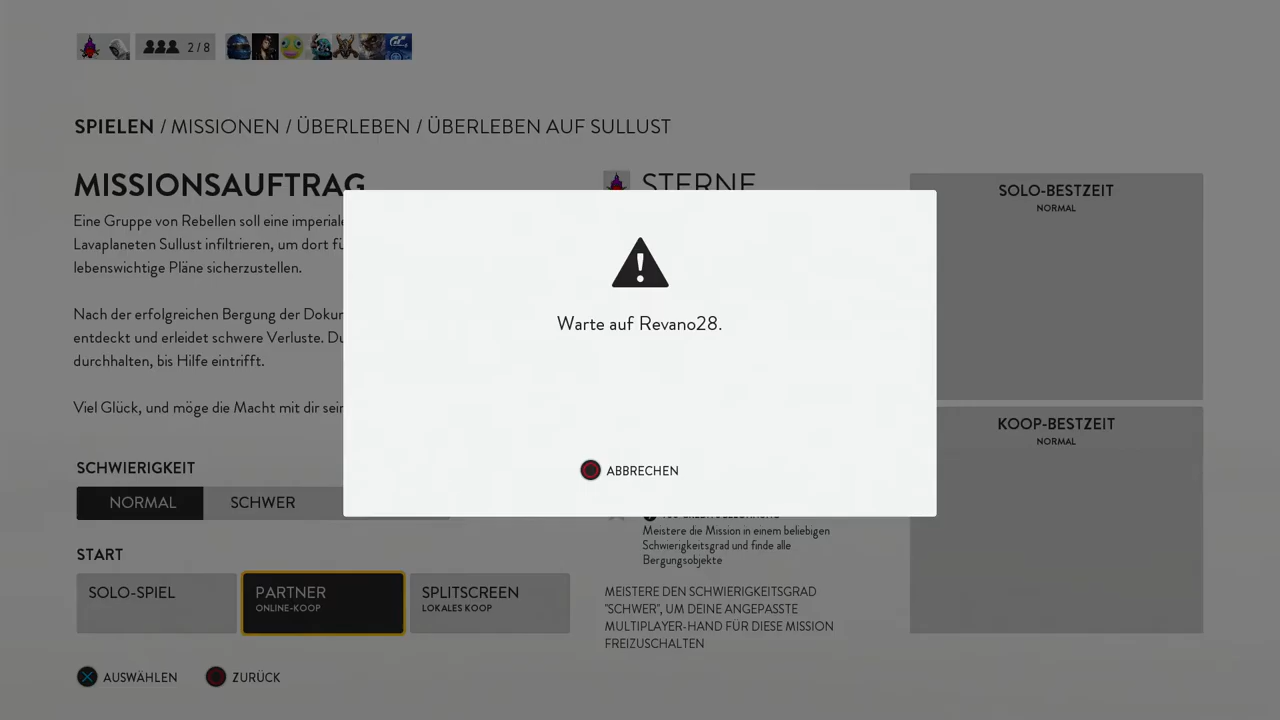 2 / 8
SPIELEN / MISSIONEN / ÜBERLEBEN / ÜBERLEBEN AUF SULLUST
MISSIONSAUFTRAG
Eine Gruppe von Rebellen soll eine imperiale
Lavaplaneten Sullust infiltrieren, um dort fü
lebenswichtige Pläne sicherzustellen.
Nach der erfolgreichen Bergung der Dokum
entdeckt und erleidet schwere Verluste. Du
durchhalten, bis Hilfe eintrifft.
Viel Glück, und möge die Macht mit dir sein
SCHWIERIGKEIT
NORMAL
SCHWER
START
SOLO-SPIEL
PARTNER
ONLINE-KOOP
SPLITSCREEN
LOKALES KOOP
AUSWÄHLEN
ZURÜCK
STERNE
Warte auf Revano28.
ABBRECHEN
Meistere die Mission in einem beliebigen
Schwierigkeitsgrad und finde alle
Bergungsobjekte
MEISTERE DEN SCHWIERIGKEITSGRAD
"SCHWER", UM DEINE ANGEPASSTE
MULTIPLAYER-HAND FÜR DIESE MISSION
FREIZUSCHALTEN
SOLO-BESTZEIT
NORMAL
KOOP-BESTZEIT
NORMAL